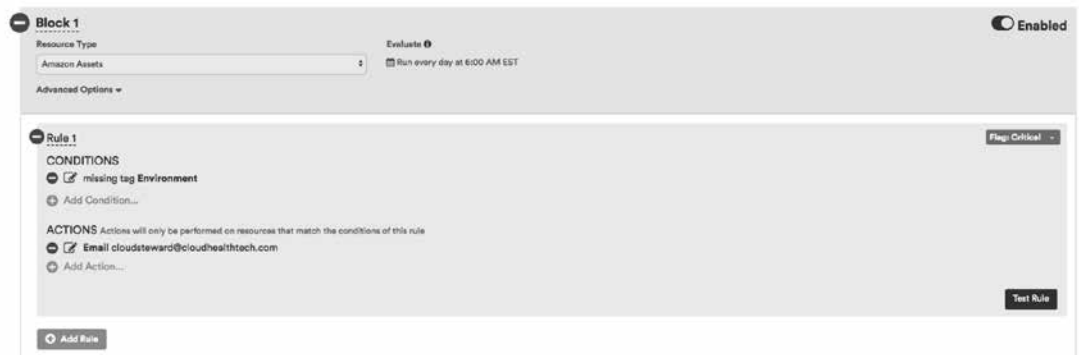 Block 1
Enabled
Resource Type
Evaluate
Amazon Assets
Run every day at 6:00 AM EST
Advanced Options
Rule 1
Flag: Critical
CONDITIONS
missing tag Environment
Add Condition...
ACTIONS Actions will only be performed on resources that match the conditions of this rule
Email cloudsteward@cloudhealthtech.com
Add Action...
Test Rule
Add Rule